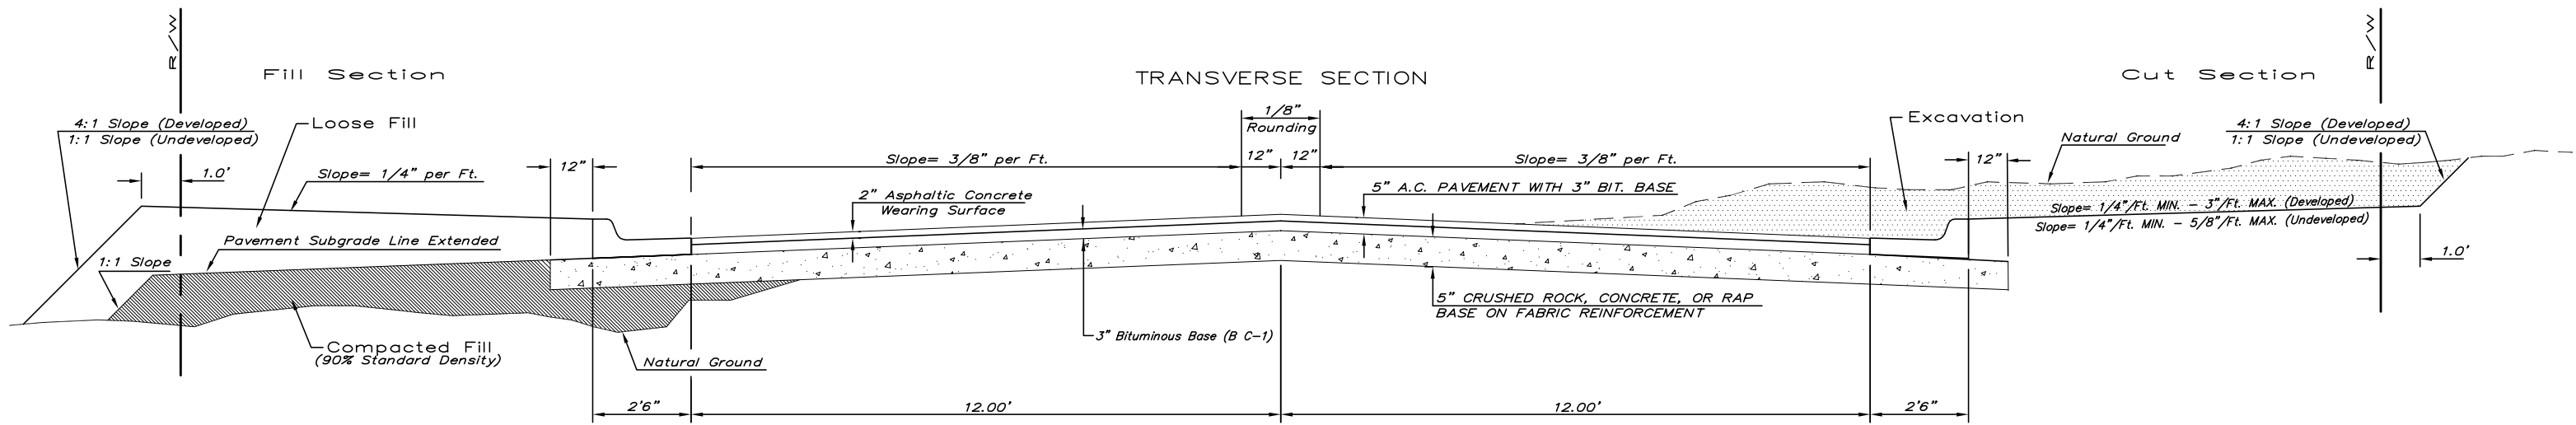 R/W
R/W
Fill Section
TRANSVERSE SECTION
Cut Section
4:1 Slope (Developed)
1:1 Slope (Undeveloped)
Loose Fill
1/8"
Rounding
Excavation
Natural Ground
4:1 Slope (Developed)
1:1 Slope (Undeveloped)
1.0'
Slope= 1/4" per Ft.
12"
Slope= 3/8" per Ft.
12"
12"
Slope= 3/8" per Ft.
12"
2" Asphaltic Concrete
Wearing Surface
5" A.C. PAVEMENT WITH 3" BIT. BASE
Slope= 1/4"/Ft. MIN. - 3"/Ft. MAX. (Developed)
Slope= 1/4"/Ft. MIN. - 5/8"/Ft. MAX. (Undeveloped)
Pavement Subgrade Line Extended
1:1 Slope
1.0'
5" CRUSHED ROCK, CONCRETE, OR RAP
BASE ON FABRIC REINFORCEMENT
3" Bituminous Base (B C-1)
Compacted Fill
(90% Standard Density)
Natural Ground
2'6"
12.00'
12.00'
2'6"